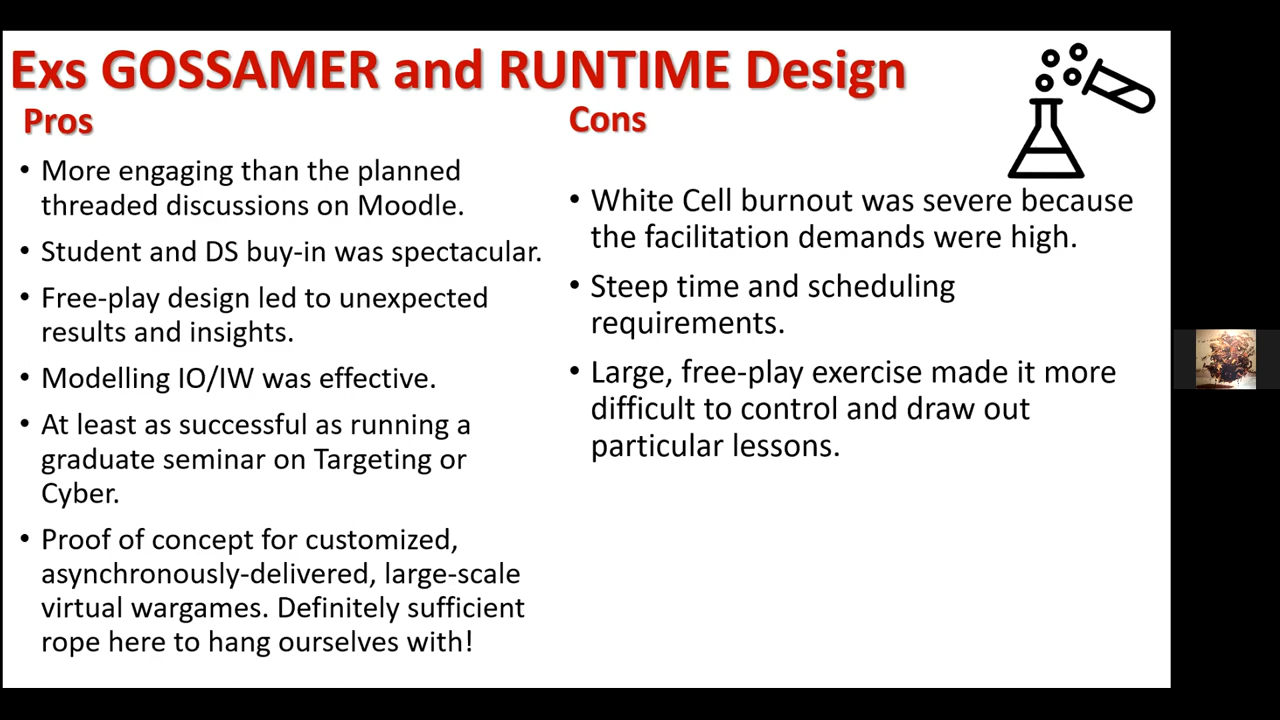 Exs GOSSAMER and RUNTIME Design
Pros
• More engaging than the planned
threaded discussions on Moodle.
• Student and DS buy-in was spectacular.
• Free-play design led to unexpected
results and insights.
• Modelling IO/IW was effective.
• At least as successful as running a
graduate seminar on Targeting or
Cyber.
• Proof of concept for customized,
asynchronously-delivered, large-scale
virtual wargames. Definitely sufficient
rope here to hang ourselves with!
Cons
• White Cell burnout was severe because
the facilitation demands were high.
• Steep time and scheduling
requirements.
• Large, free-play exercise made it more
difficult to control and draw out
particular lessons.